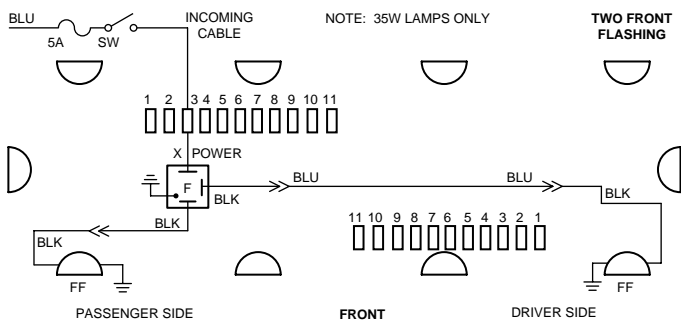 BLU
INCOMING
CABLE
NOTE: 35W LAMPS ONLY
TWO FRONT
FLASHING
5A SW
1 2 3 4 5 6 7 8 9 10 11
X POWER
F
BLK
BLU
BLU
BLK
BLK
BLK
11 10 9 8 7 6 5 4 3 2 1
FF
FF
PASSENGER SIDE
FRONT
DRIVER SIDE